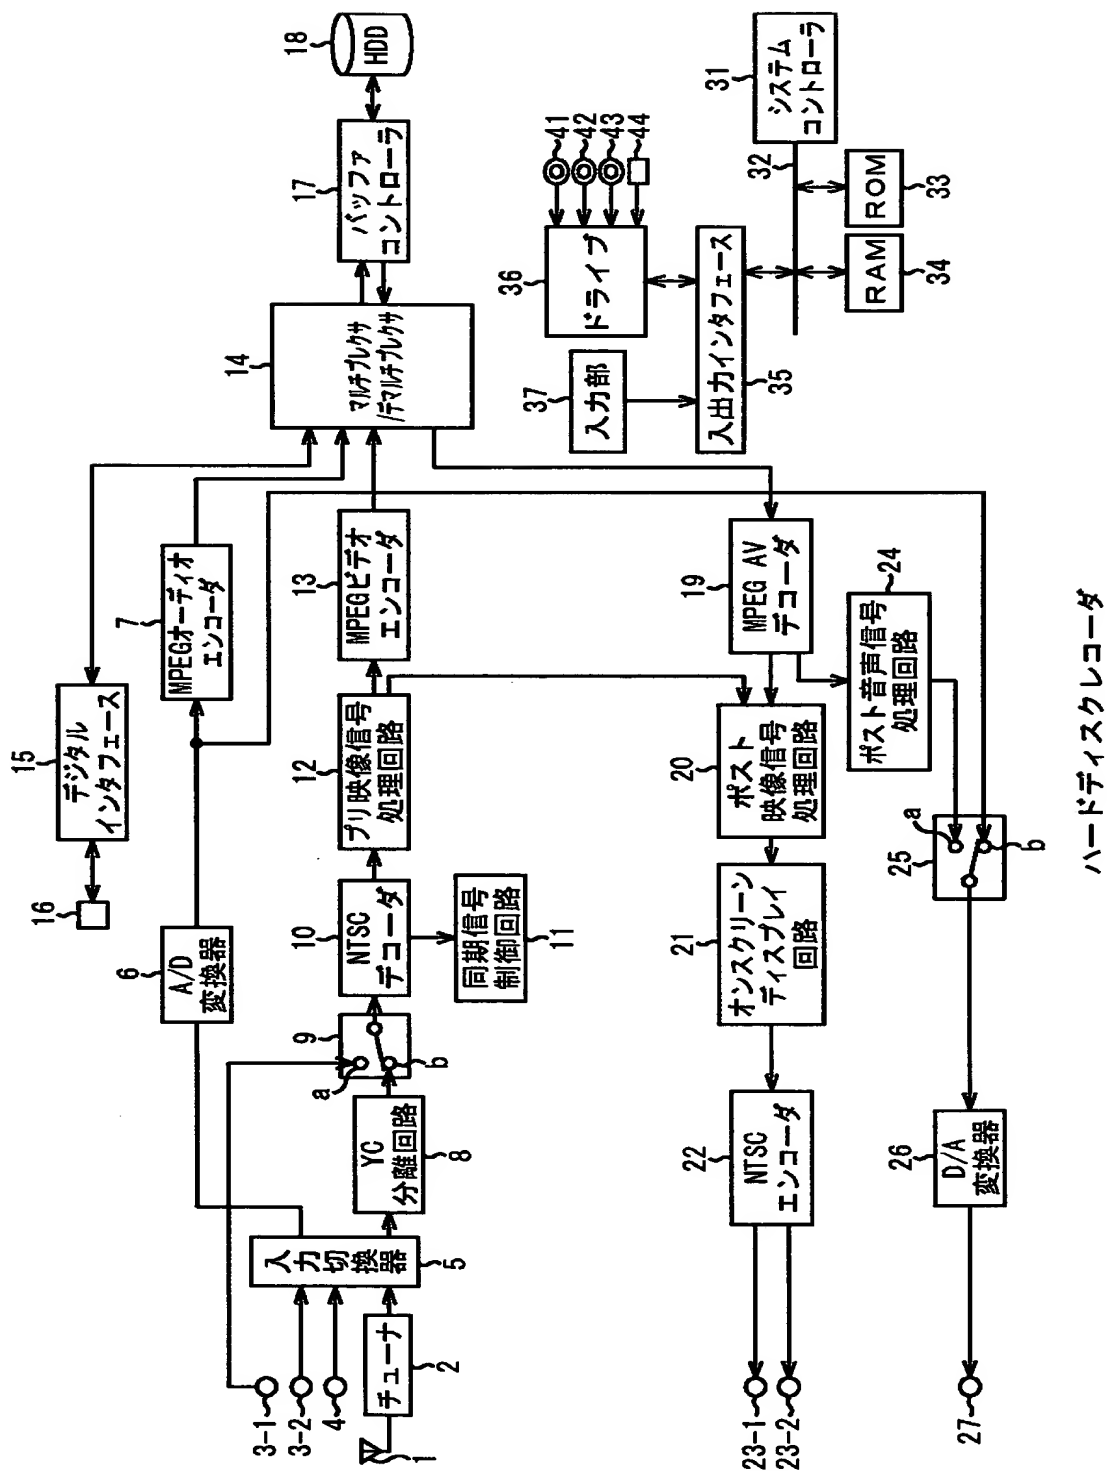 15
デジタル
インタフェース
16
6
A/D
変換器
7
MPEGオーディオ
エンコーダ
14
マルチプレクサ
/デマルチプレクサ
17
バッファ
コントローラ
18
HDD
3-1
3-2
4
1
チューナ
2
入力切換器
5
YC
分離回路
8
9
a
b
10
NTSC
デコーダ
同期信号
制御回路
11
12
プリ映像信号
処理回路
13
MPEGビデオ
エンコーダ
37
入力部
36
ドライブ
41
42
43
44
入出力インタフェース
35
31
システム
コントローラ
32
ROM
33
RAM
34
23-1
23-2
22
NTSC
エンコーダ
21
オンスクリーン
ディスプレイ
回路
20
ポスト
映像信号
処理回路
19
MPEG AV
デコーダ
24
ポスト音声信号
処理回路
25
a
b
26
D/A
変換器
27
ハードディスクレコーダ